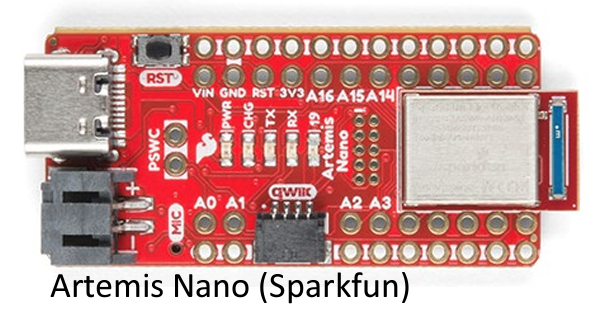 RST
VIN GND RST 3V3 A16 A15 A14
PWR
CHG
TX
RX
19
Artemis
Nano
PSWC
+
-
qwiic
MIC
A0 A1 A2 A3
Artemis Nano (Sparkfun)